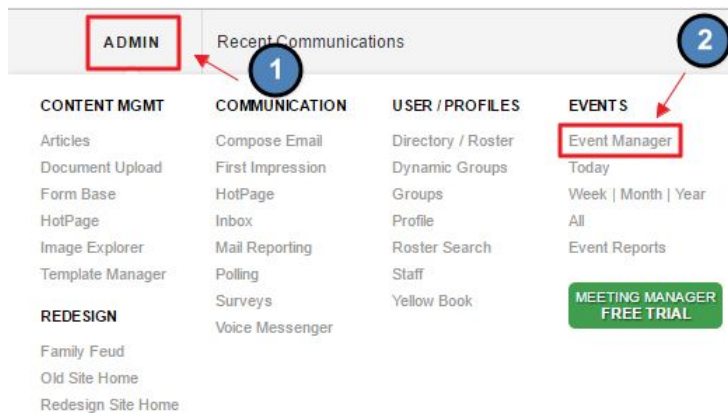 ADMIN
Recent Communications
1
2
CONTENT MGMT
Articles
Document Upload
Form Base
HotPage
Image Explorer
Template Manager
REDESIGN
Family Feud
Old Site Home
Redesign Site Home
COMMUNICATION
Compose Email
First Impression
HotPage
Inbox
Mail Reporting
Polling
Surveys
Voice Messenger
USER / PROFILES
Directory / Roster
Dynamic Groups
Groups
Profile
Roster Search
Staff
Yellow Book
EVENTS
Event Manager
Today
Week | Month | Year
All
Event Reports
MEETING MANAGER
FREE TRIAL